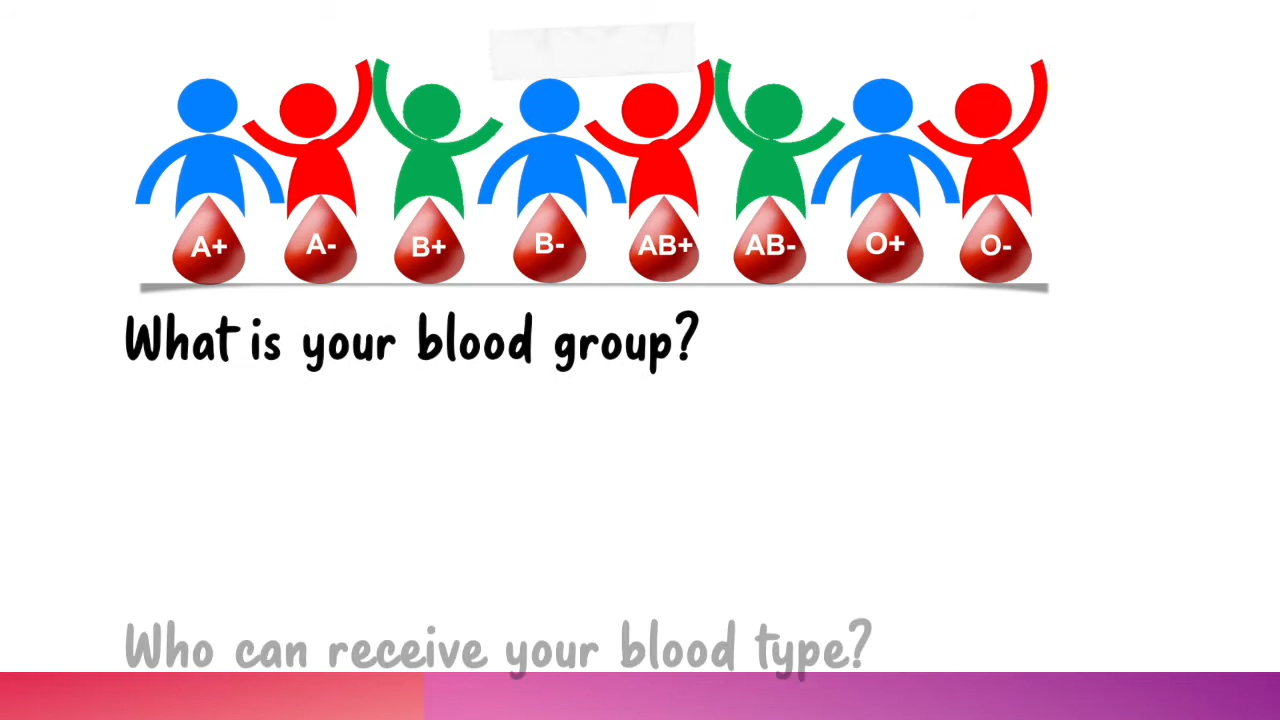 A+ A- B+ B- AB+ AB- O+ O-
What is your blood group?
Who can receive your blood type?